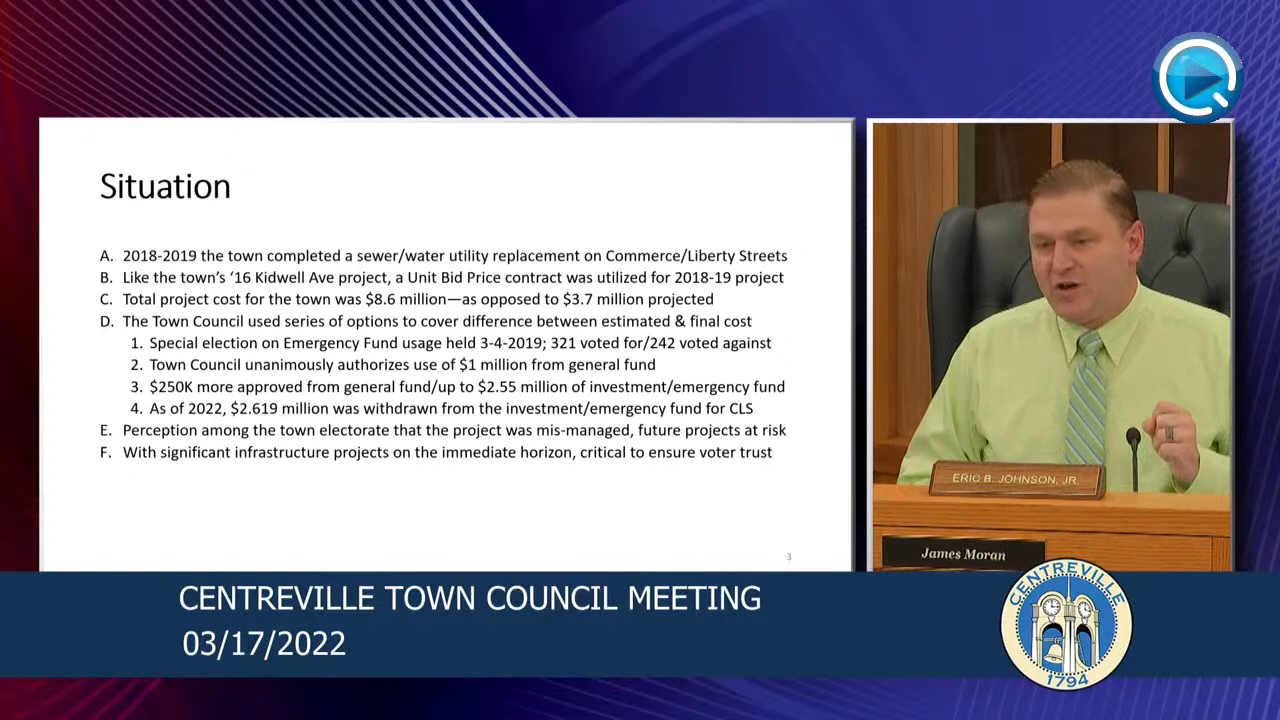 Situation
A. 2018-2019 the town completed a sewer/water utility replacement on Commerce/Liberty Streets
B. Like the town's '16 Kidwell Ave project, a Unit Bid Price contract was utilized for 2018-19 project
C. Total project cost for the town was $8.6 million—as opposed to $3.7 million projected
D. The Town Council used series of options to cover difference between estimated & final cost
1. Special election on Emergency Fund usage held 3-4-2019; 321 voted for/242 voted against
2. Town Council unanimously authorizes use of $1 million from general fund
3. $250K more approved from general fund/up to $2.55 million of investment/emergency fund
4. As of 2022, $2.619 million was withdrawn from the investment/emergency fund for CLS
E. Perception among the town electorate that the project was mis-managed, future projects at risk
F. With significant infrastructure projects on the immediate horizon, critical to ensure voter trust
3
ERIC B. JOHNSON, JR.
James Moran
CENTREVILLE TOWN COUNCIL MEETING
03/17/2022
CENTREVILLE
1794